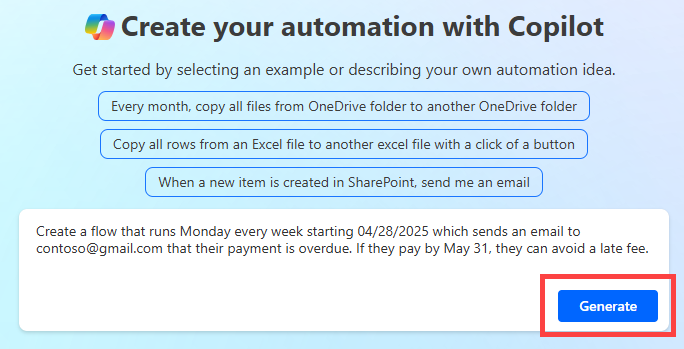 Create your automation with Copilot
Get started by selecting an example or describing your own automation idea.
Every month, copy all files from OneDrive folder to another OneDrive folder
Copy all rows from an Excel file to another excel file with a click of a button
When a new item is created in SharePoint, send me an email
Create a flow that runs Monday every week starting 04/28/2025 which sends an email to
contoso@gmail.com that their payment is overdue. If they pay by May 31, they can avoid a late fee.
Generate